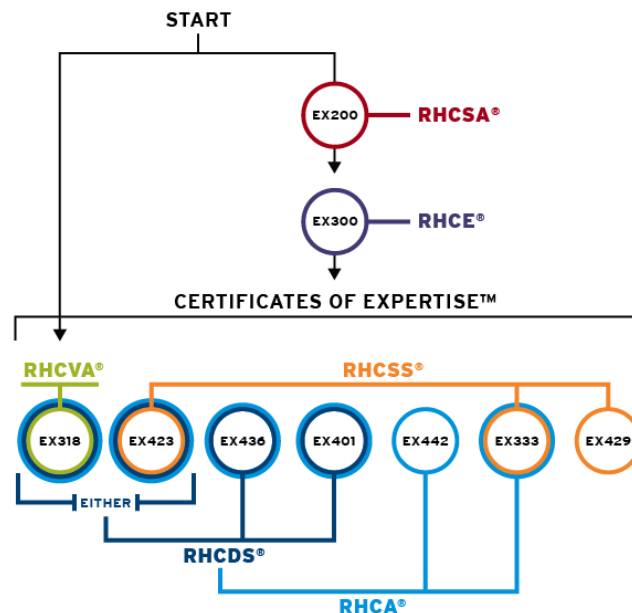 START
EX200
RHCSA®
EX300
RHCE®
CERTIFICATES OF EXPERTISE™
RHCVA®
RHCSS®
EX318
EX423
EX436
EX401
EX442
EX333
EX429
EITHER
RHCDS®
RHCA®